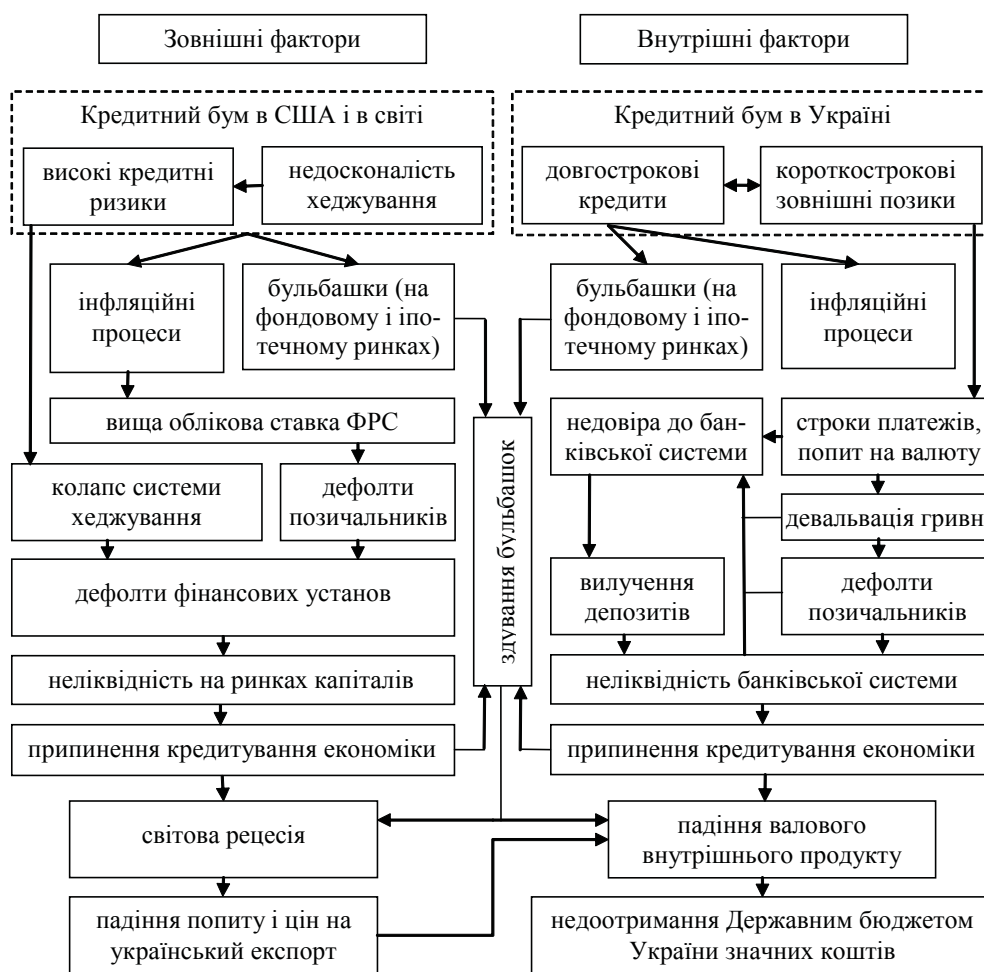 Зовнішні фактори
Внутрішні фактори
Кредитний бум в США і в світі
високі кредитні
ризики
недосконалість
хеджування
Кредитний бум в Україні
довгострокові
кредити
короткострокові
зовнішні позики
інфляційні
процеси
бульбашки (на
фондовому і іпо-
течному ринках)
бульбашки (на
фондовому і іпо-
течному ринках)
інфляційні
процеси
вища облікова ставка ФРС
недовіра до бан-
ківської системи
строки платежів,
попит на валюту
колапс системи
хеджування
дефолти
позичальників
здування бульбашок
девальвація гривн
вилучення
депозитів
дефолти
позичальників
дефолти фінансових установ
неліквідність на ринках капіталів
неліквідність банківської системи
припинення кредитування економіки
припинення кредитування економіки
світова рецесія
падіння валового
внутрішнього продукту
падіння попиту і цін на
український експорт
недоотримання Державним бюджетом
України значних коштів